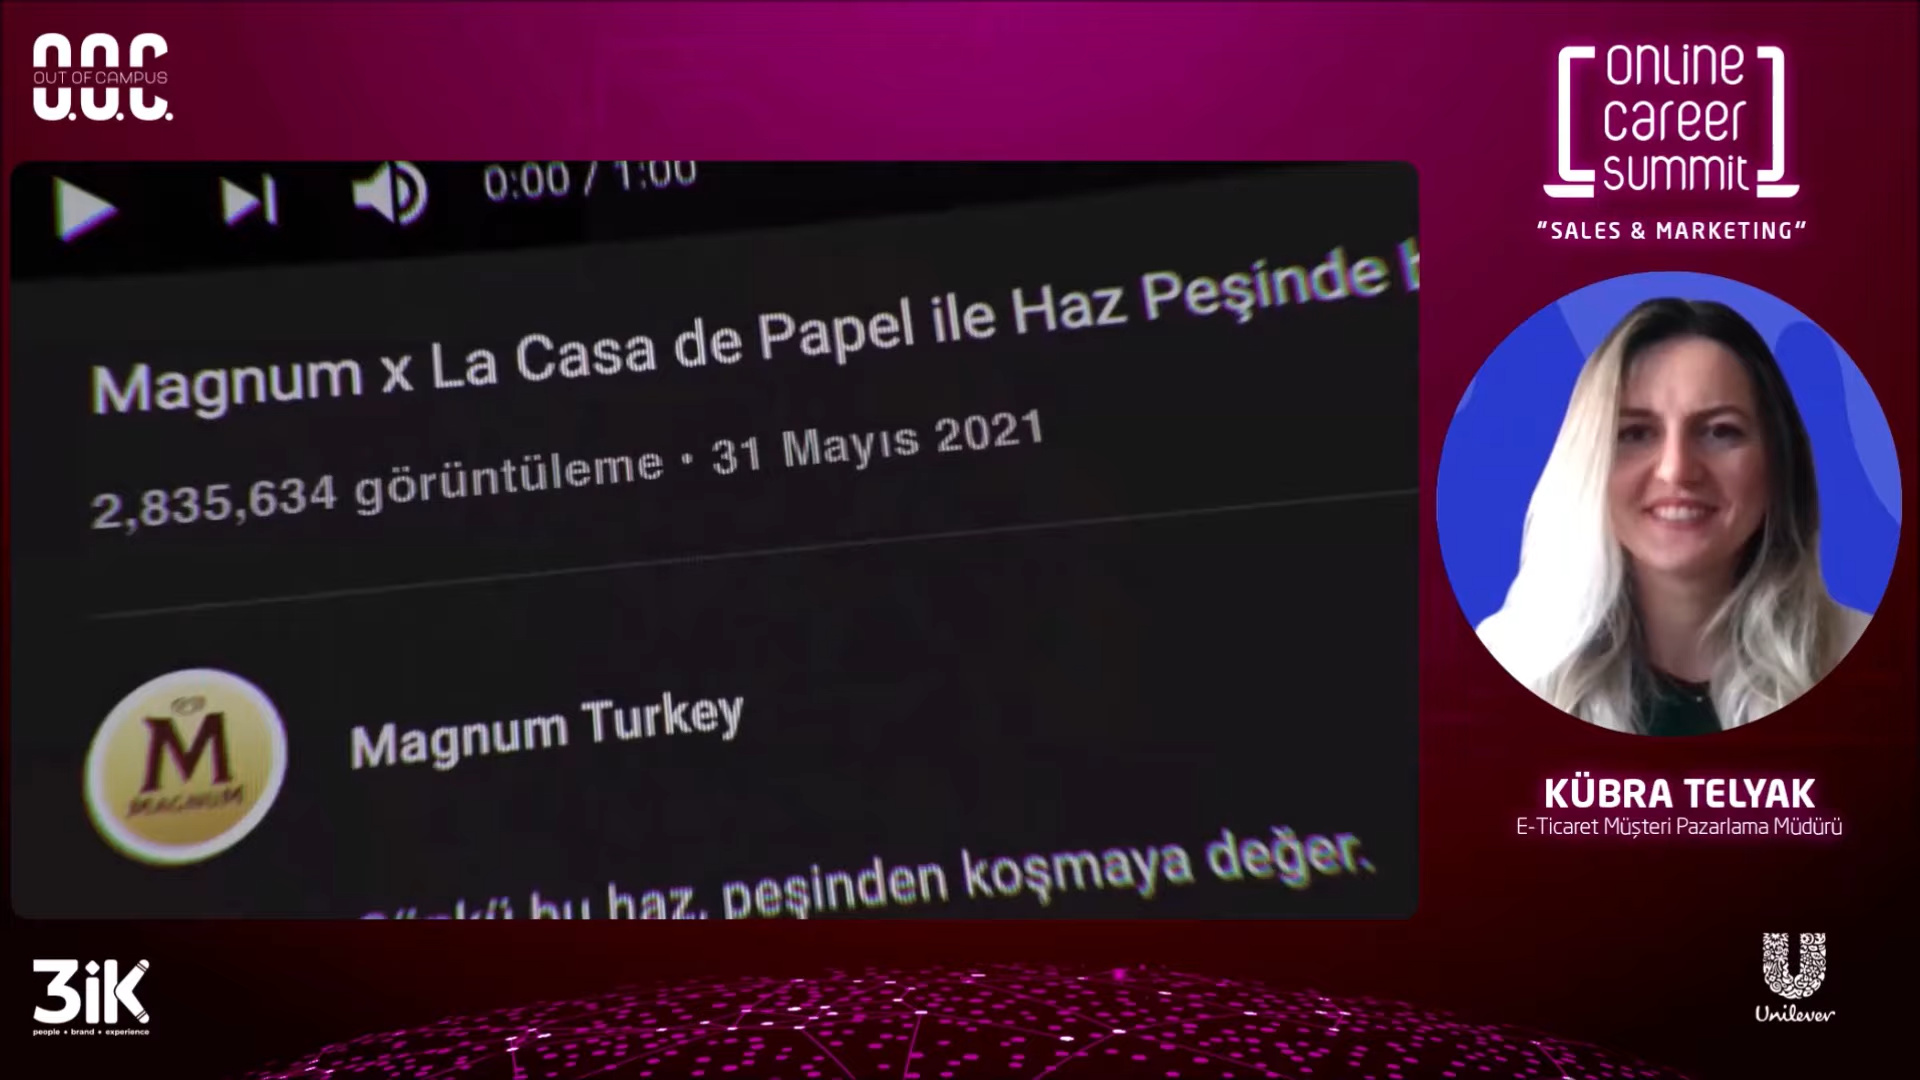 O.O.C.
OUT OF CAMPUS
online
career
summit
"SALES & MARKETING"
0:00 / 1:00
Magnum x La Casa de Papel ile Haz Peşinde
2,835,634 görüntüleme • 31 Mayıs 2021
M
MAGNUM
Magnum Turkey
bu haz, peşinden koşmaya değer.
KÜBRA TELYAK
E-Ticaret Müşteri Pazarlama Müdürü
3iK
people • brand • experience
U
Unilever